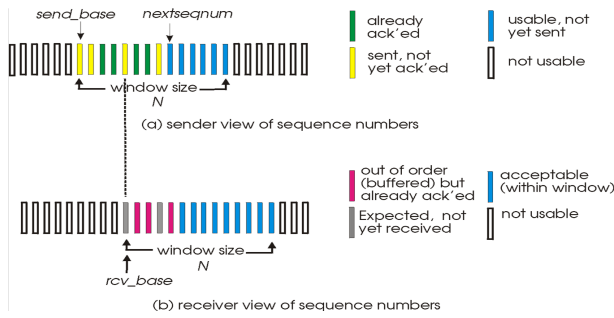 send_base
nextseqnum
already
ack'ed
sent, not
yet ack'ed
usable, not
yet sent
not usable
window size
N
(a) sender view of sequence numbers
out of order
(buffered) but
already ack'ed
Expected, not
yet received
acceptable
(within window)
not usable
window size
N
rcv_base
(b) receiver view of sequence numbers